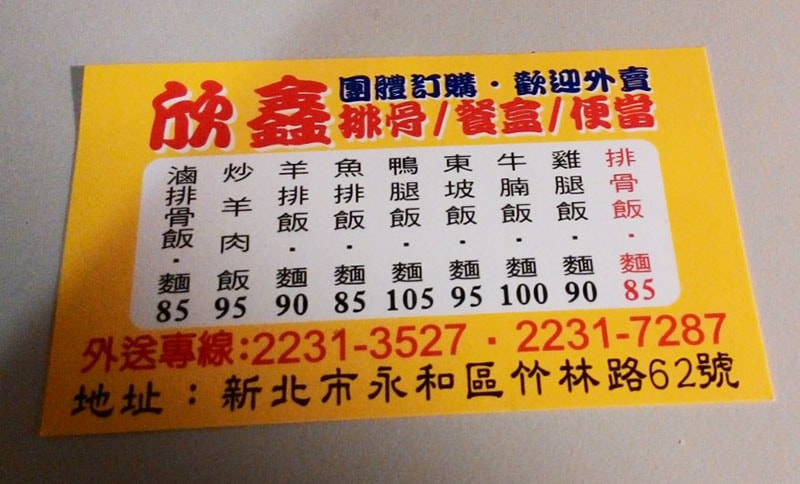 欣鑫
團體訂購·歡迎外賣
排骨/餐盒/便當
排骨飯·麵 85
雞腿飯·麵 90
牛腩飯·麵 100
東坡飯·麵 95
鴨腿飯·麵 105
魚排飯·麵 85
羊排飯·麵 90
炒羊肉飯 95
滷排骨飯·麵 85
外送專線:2231-3527·2231-7287
地址：新北市永和區竹林路62號